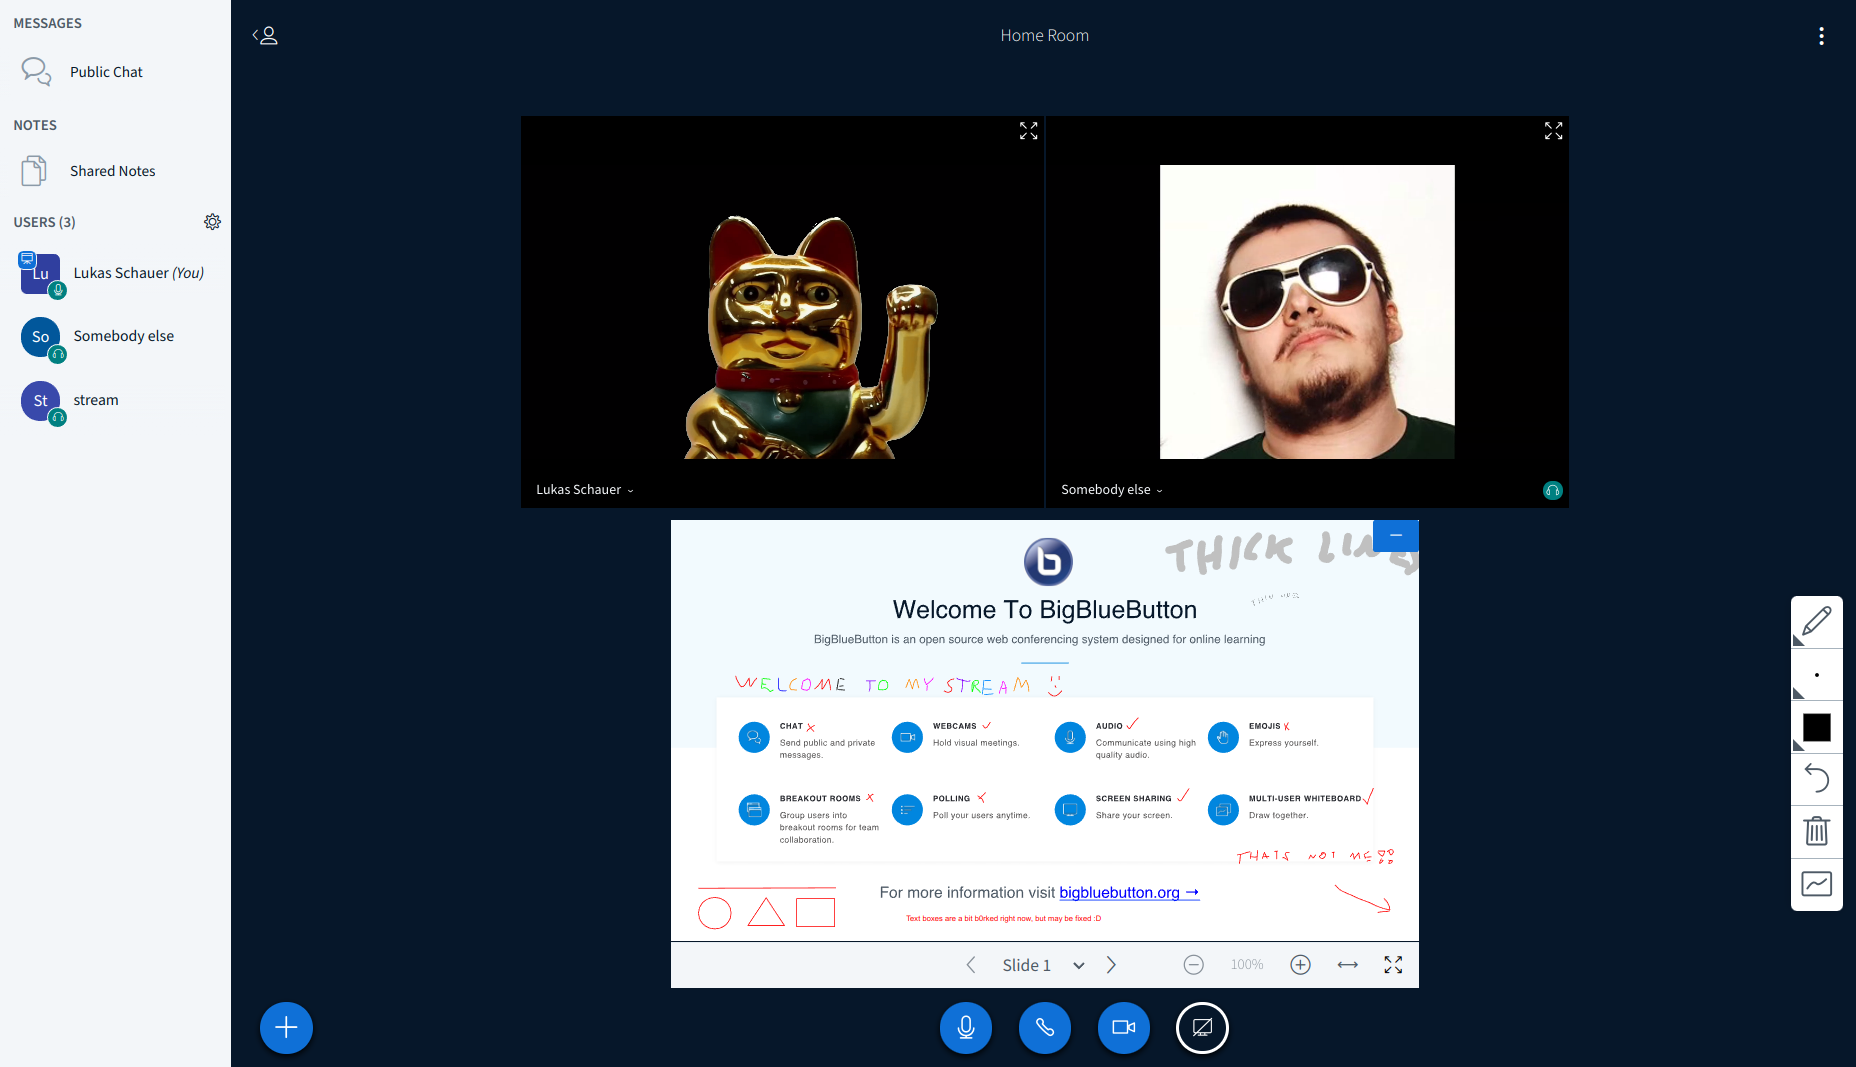 MESSAGES
Public Chat
NOTES
Shared Notes
USERS (3)
Lu
Lukas Schauer (You)
So
Somebody else
St
stream
Home Room
Lukas Schauer
Somebody else
THICK LINES
b
Welcome To BigBlueButton
BigBlueButton is an open source web conferencing system designed for online learning
WELCOME TO MY STREAM :)
CHAT
Send public and private
messages.
WEBCAMS
Hold visual meetings.
AUDIO
Communicate using high
quality audio.
EMOJIS
Express yourself.
BREAKOUT ROOMS
Group users into
breakout rooms for team
collaboration.
POLLING
Poll your users anytime.
SCREEN SHARING
Share your screen.
MULTI-USER WHITEBOARD
Draw together.
THATS NOT ME!!
For more information visit bigbluebutton.org →
Text boxes are a bit b0rked right now, but may be fixed :D
Slide 1
100%